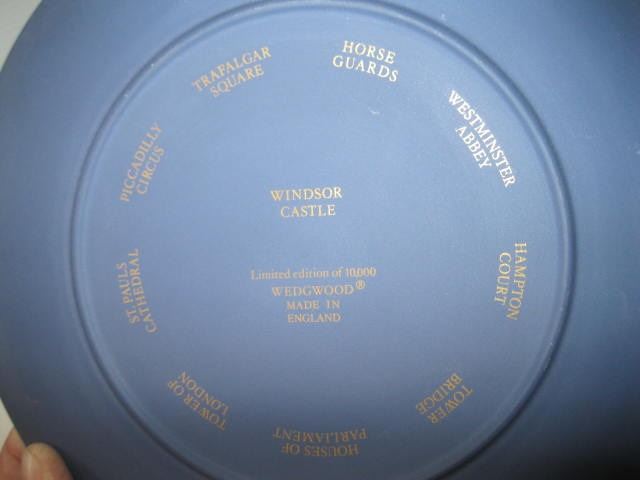 HORSE
GUARDS
WESTMINSTER
ABBEY
HAMPTON
COURT
TOWER
BRIDGE
HOUSES OF
PARLIAMENT
TOWER OF
LONDON
ST. PAULS
CATHEDRAL
PICCADILLY
CIRCUS
TRAFALGAR
SQUARE
WINDSOR
CASTLE
Limited edition of 10,000
WEDGWOOD®
MADE IN
ENGLAND